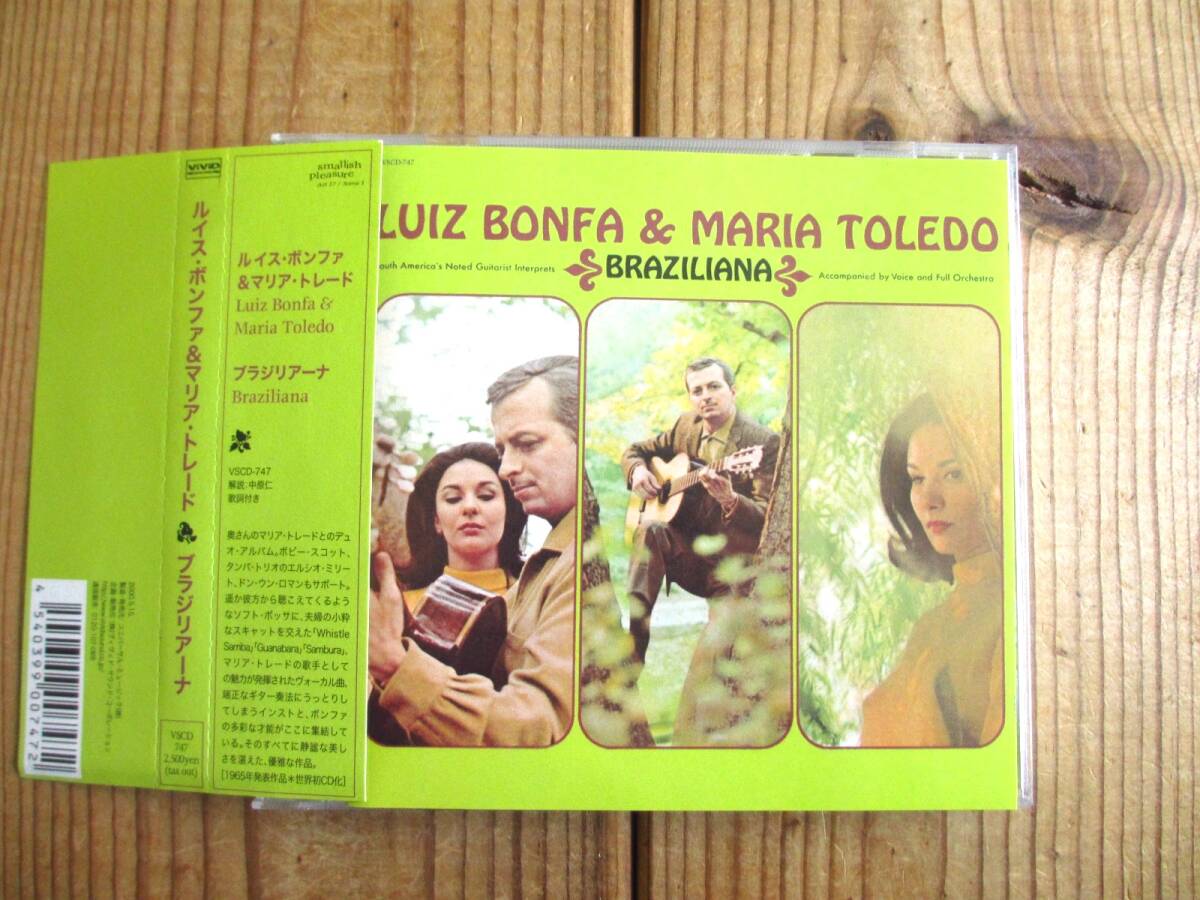 VSCD-747
LUIZ BONFA & MARIA TOLEDO
South America's Noted Guitarist Interprets
BRAZILIANA
Accompanied by Voice and Full Orchestra
smallish
pleasure
ルイス・ボンファ
&マリア・トレード
Luiz Bonfa &
Maria Toledo
ブラジリアーナ
Braziliana
VSCD-747
解説:中原仁
歌詞付き
奥さんのマリア・トレードとのデュ
オ・アルバム。ボビー・スコット、
タンバ・トリオのエルシオ・ミリー
ト、ドン・ウン・ロマンもサポート。
遥か彼方から聴こえてくるよう
なソフト・ボッサに、夫婦の小粋
なスキャットを交えた「Whistle
Samba」「Guanabara」「Sambura」、
マリア・トレードの歌手として
の魅力が発揮されたヴォーカル曲、
端正なギター奏法にうっとりし
てしまうインストと、ボンファ
の多彩な才能がここに集結して
いる。そのすべてに静謐な美し
さを湛えた、優雅な作品。
[1965年発表作品*世界初CD化]
VIVID
ルイス・ボンファ&マリア・トレード
ブラジリアーナ
VSCD
747
2,500yen
(tax out)
2000.5.15
4 540399 007472